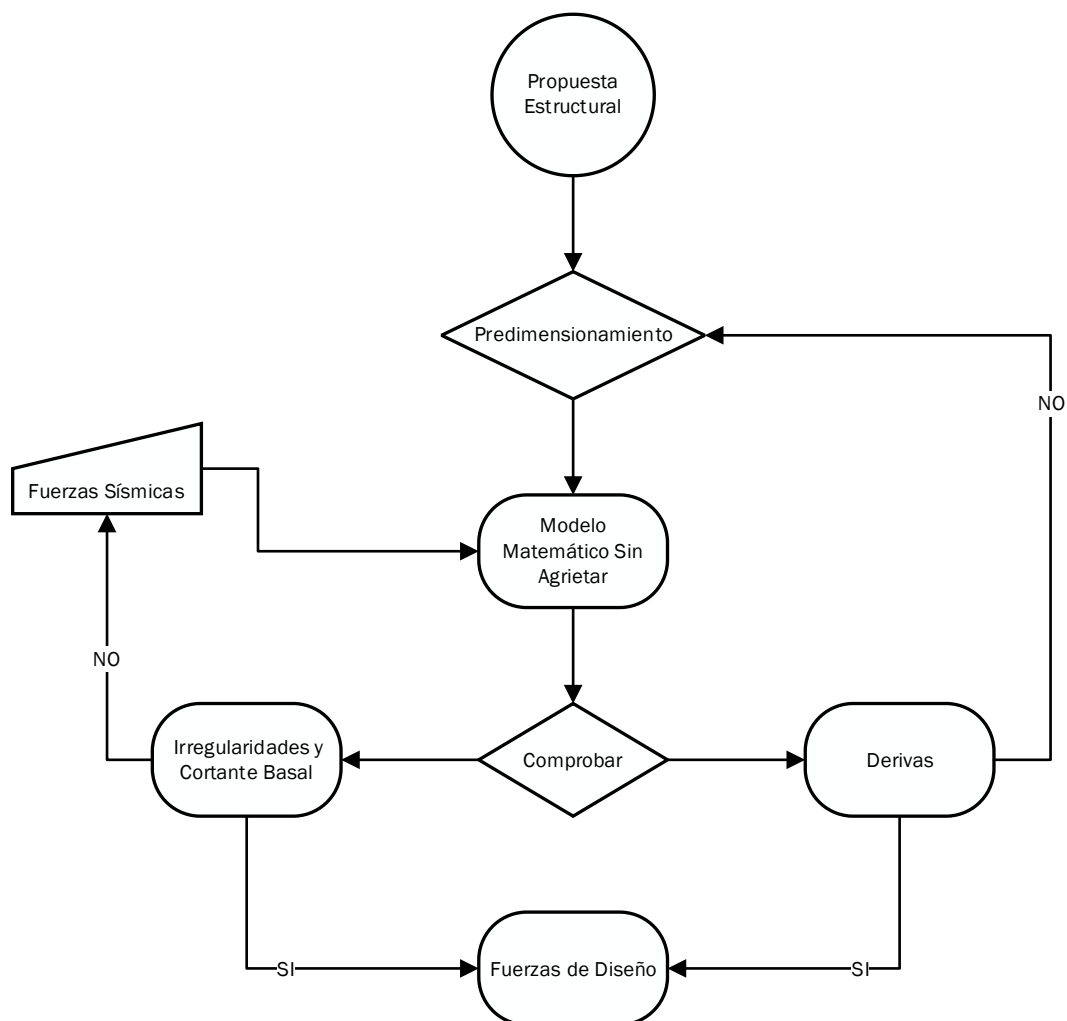 Propuesta
Estructural
Predimensionamiento
NO
Fuerzas Sísmicas
Modelo
Matemático Sin
Agrietar
NO
Irregularidades y
Cortante Basal
Comprobar
Derivas
SI
Fuerzas de Diseño
SI